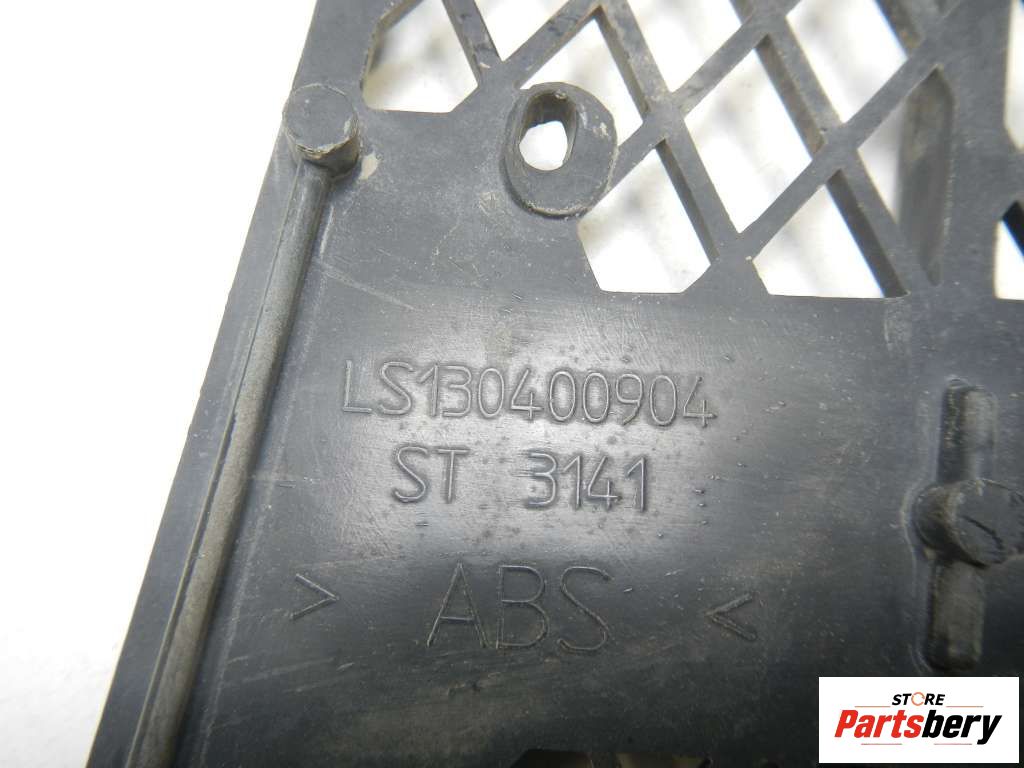 LS130400904
ST 3141
> ABS <
STORE
Partsbery